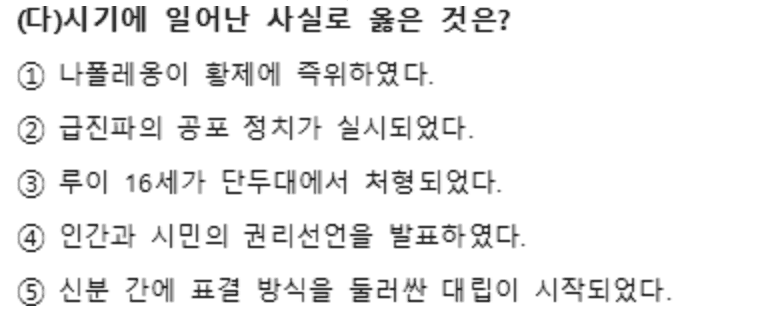 (다)시기에 일어난 사실로 옳은 것은?
① 나폴레옹이 황제에 즉위하였다.
② 급진파의 공포 정치가 실시되었다.
③ 루이 16세가 단두대에서 처형되었다.
④ 인간과 시민의 권리선언을 발표하였다.
⑤ 신분 간에 표결 방식을 둘러싼 대립이 시작되었다.